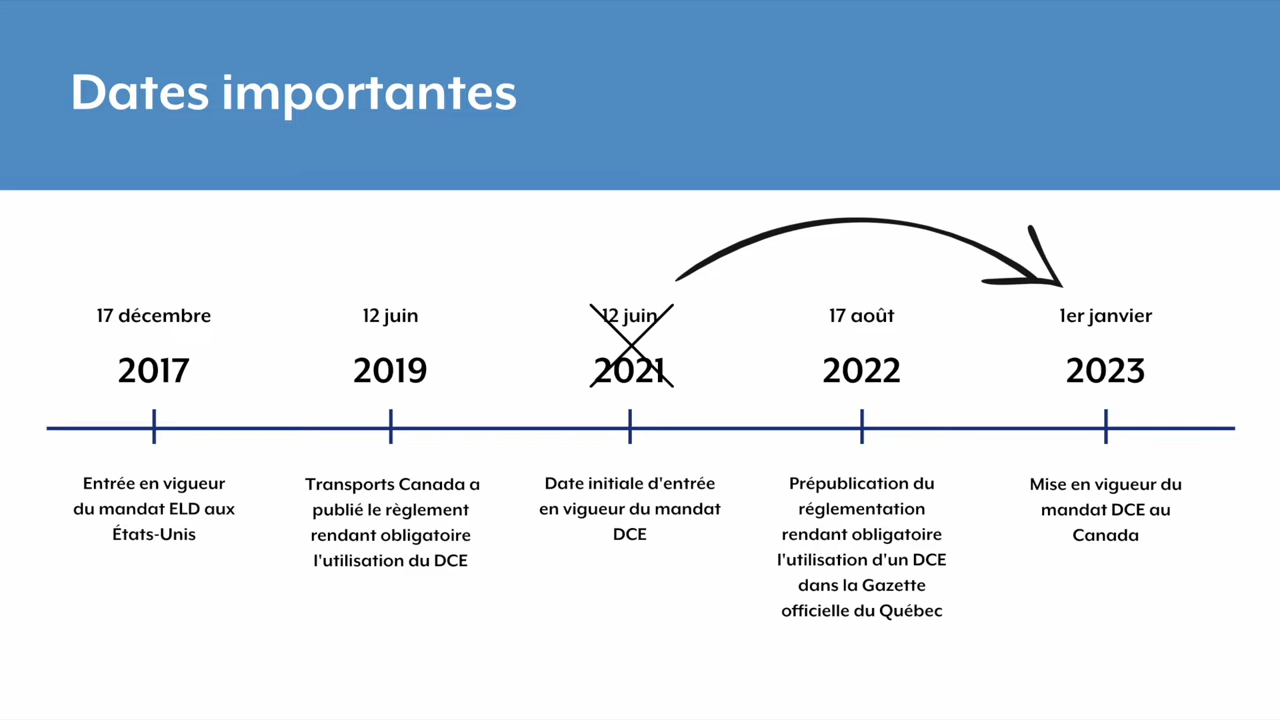 Dates importantes
17 décembre
2017
Entrée en vigueur
du mandat ELD aux
États-Unis
12 juin
2019
Transports Canada a
publié le règlement
rendant obligatoire
l'utilisation du DCE
12 juin
2021
Date initiale d'entrée
en vigueur du mandat
DCE
17 août
2022
Prépublication du
réglementation
rendant obligatoire
l'utilisation d'un DCE
dans la Gazette
officielle du Québec
1er janvier
2023
Mise en vigueur du
mandat DCE au
Canada